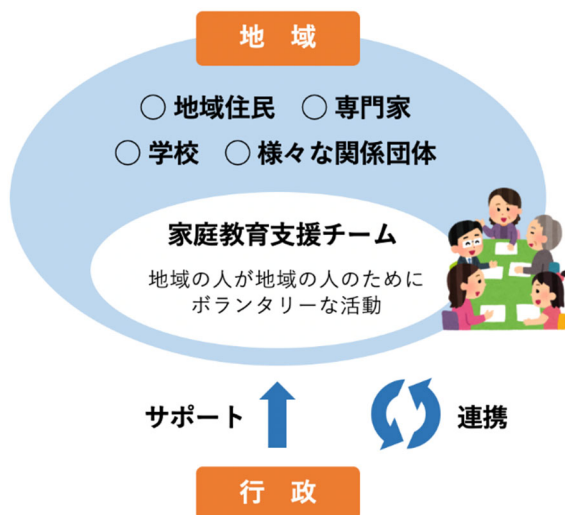 地 域
○ 地域住民 ○ 専門家
○ 学校 ○ 様々な関係団体
家庭教育支援チーム
地域の人が地域の人のために
ボランタリーな活動
サポート 連携
行 政